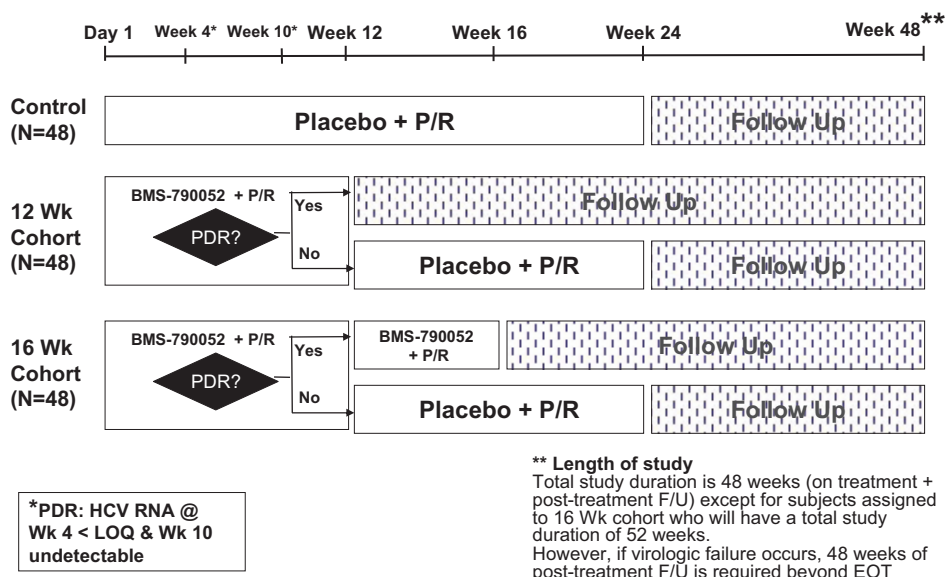 Day 1 Week 4* Week 10* Week 12 Week 16 Week 24 Week 48**
Control
(N=48)
Placebo + P/R
Follow Up
12 Wk
Cohort
(N=48)
BMS-790052 + P/R
PDR?
Yes
No
Follow Up
Placebo + P/R
Follow Up
16 Wk
Cohort
(N=48)
BMS-790052 + P/R
PDR?
Yes
No
BMS-790052
+ P/R
Follow Up
Placebo + P/R
Follow Up
*PDR: HCV RNA @
Wk 4 < LOQ & Wk 10
undetectable
** Length of study
Total study duration is 48 weeks (on treatment +
post-treatment F/U) except for subjects assigned
to 16 Wk cohort who will have a total study
duration of 52 weeks.
However, if virologic failure occurs, 48 weeks of
post-treatment F/U is required beyond EOT